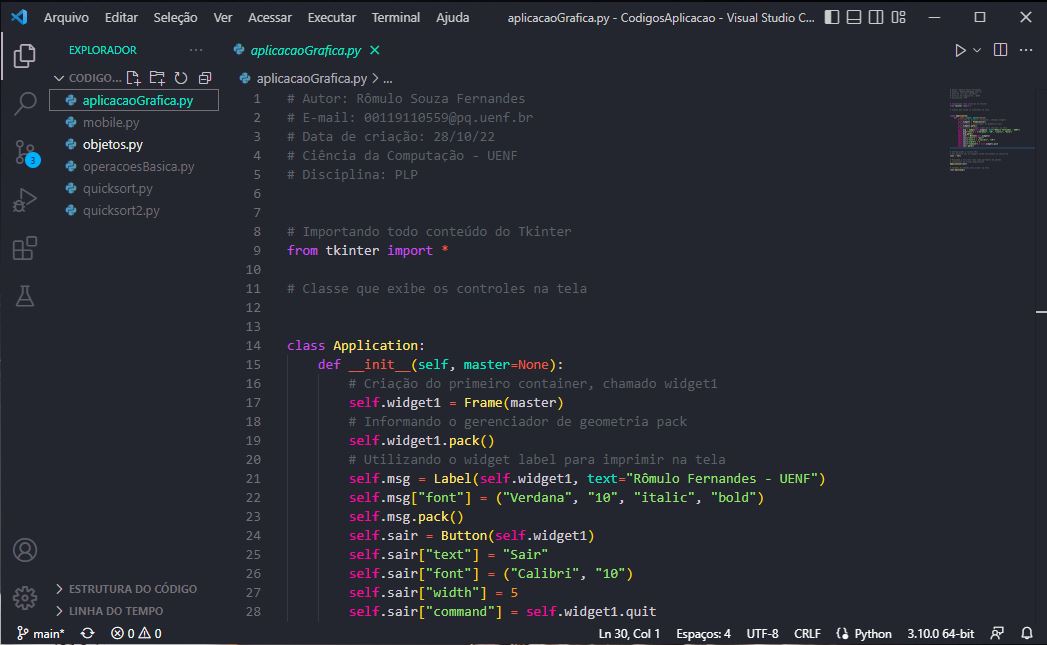 Arquivo Editar Seleção Ver Acessar Executar Terminal Ajuda aplicacaoGrafica.py - CodigosAplicacao - Visual Studio C...
EXPLORADOR ...
aplicacaoGrafica.py
CODIGO...
aplicacaoGrafica.py
mobile.py
objetos.py
operacoesBasica.py
quicksort.py
quicksort2.py
3
ESTRUTURA DO CÓDIGO
LINHA DO TEMPO
aplicacaoGrafica.py > ...
1 # Autor: Rômulo Souza Fernandes
2 # E-mail: 00119110559@pq.uenf.br
3 # Data de criação: 28/10/22
4 # Ciência da Computação - UENF
5 # Disciplina: PLP
6
7
8 # Importando todo conteúdo do Tkinter
9 from tkinter import *
10
11 # Classe que exibe os controles na tela
12
13
14 class Application:
15 def __init__(self, master=None):
16 # Criação do primeiro container, chamado widget1
17 self.widget1 = Frame(master)
18 # Informando o gerenciador de geometria pack
19 self.widget1.pack()
20 # Utilizando o widget label para imprimir na tela
21 self.msg = Label(self.widget1, text="Rômulo Fernandes - UENF")
22 self.msg["font"] = ("Verdana", "10", "italic", "bold")
23 self.msg.pack()
24 self.sair = Button(self.widget1)
25 self.sair["text"] = "Sair"
26 self.sair["font"] = ("Calibri", "10")
27 self.sair["width"] = 5
28 self.sair["command"] = self.widget1.quit
main* 0 0 Ln 30, Col 1 Espaços: 4 UTF-8 CRLF Python 3.10.0 64-bit